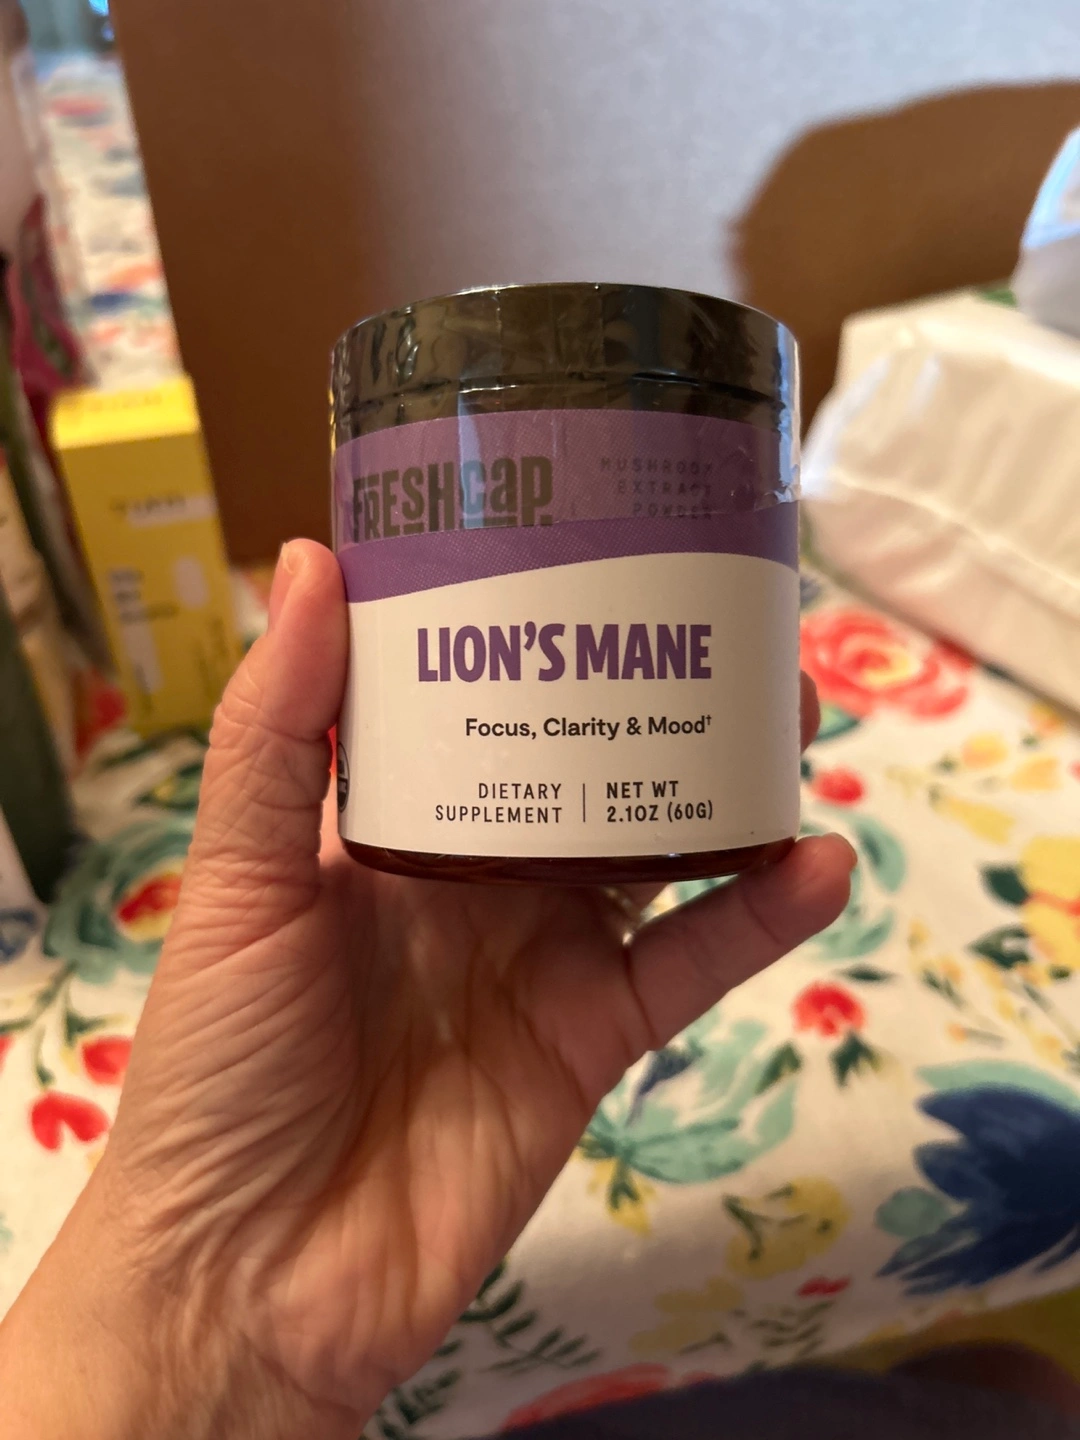 FRESHCAP
MUSHROOM
EXTRACT
POWDER
LION'S MANE
Focus, Clarity & Mood†
DIETARY
SUPPLEMENT
NET WT
2.1OZ (60G)